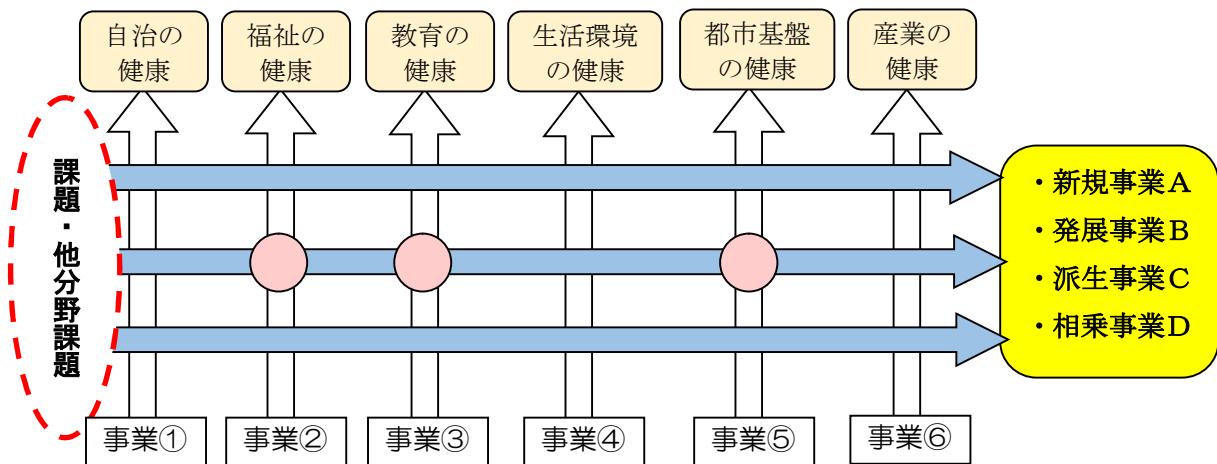 自治の
健康
福祉の
健康
教育の
健康
生活環境
の健康
都市基盤
の健康
産業の
健康
課題・他分野課題
・新規事業A
・発展事業B
・派生事業C
・相乗事業D
事業①
事業②
事業③
事業④
事業⑤
事業⑥